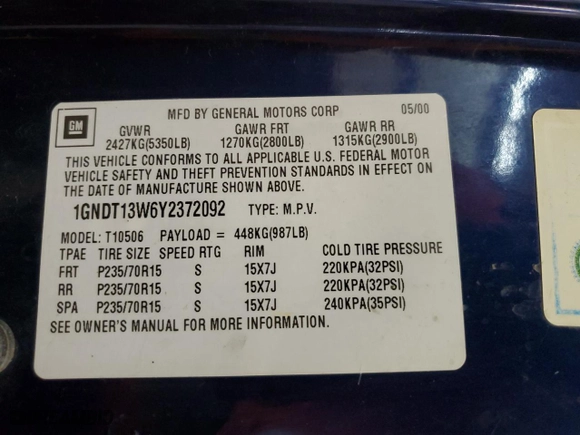 GM
MFD BY GENERAL MOTORS CORP 05/00
GVWR GAWR FRT GAWR RR
2427KG(5350LB) 1270KG(2800LB) 1315KG(2900LB)
THIS VEHICLE CONFORMS TO ALL APPLICABLE U.S. FEDERAL MOTOR
VEHICLE SAFETY AND THEFT PREVENTION STANDARDS IN EFFECT ON
THE DATE OF MANUFACTURE SHOWN ABOVE.
1GNDT13W6Y2372092 TYPE: M.P.V.
MODEL: T10506 PAYLOAD = 448KG(987LB)
TPAE TIRE SIZE SPEED RTG RIM COLD TIRE PRESSURE
FRT P235/70R15 S 15X7J 220KPA(32PSI)
RR P235/70R15 S 15X7J 220KPA(32PSI)
SPA P235/70R15 S 15X7J 240KPA(35PSI)
SEE OWNER'S MANUAL FOR MORE INFORMATION.